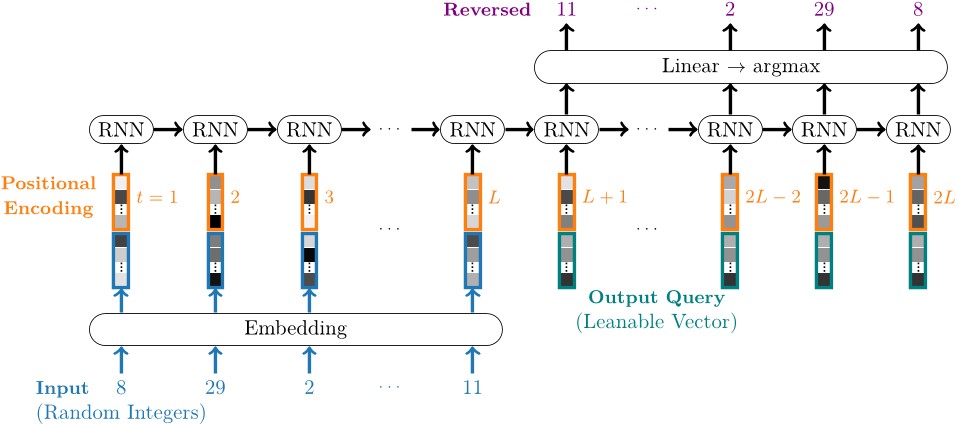 Reversed 11 ... 2 29 8
Linear → argmax
RNN RNN RNN ... RNN RNN ... RNN RNN RNN
Positional
Encoding
t = 1 2 3 L L + 1 2L − 2 2L − 1 2L
... ...
Output Query
(Leanable Vector)
Embedding
Input 8 29 2 ... 11
(Random Integers)